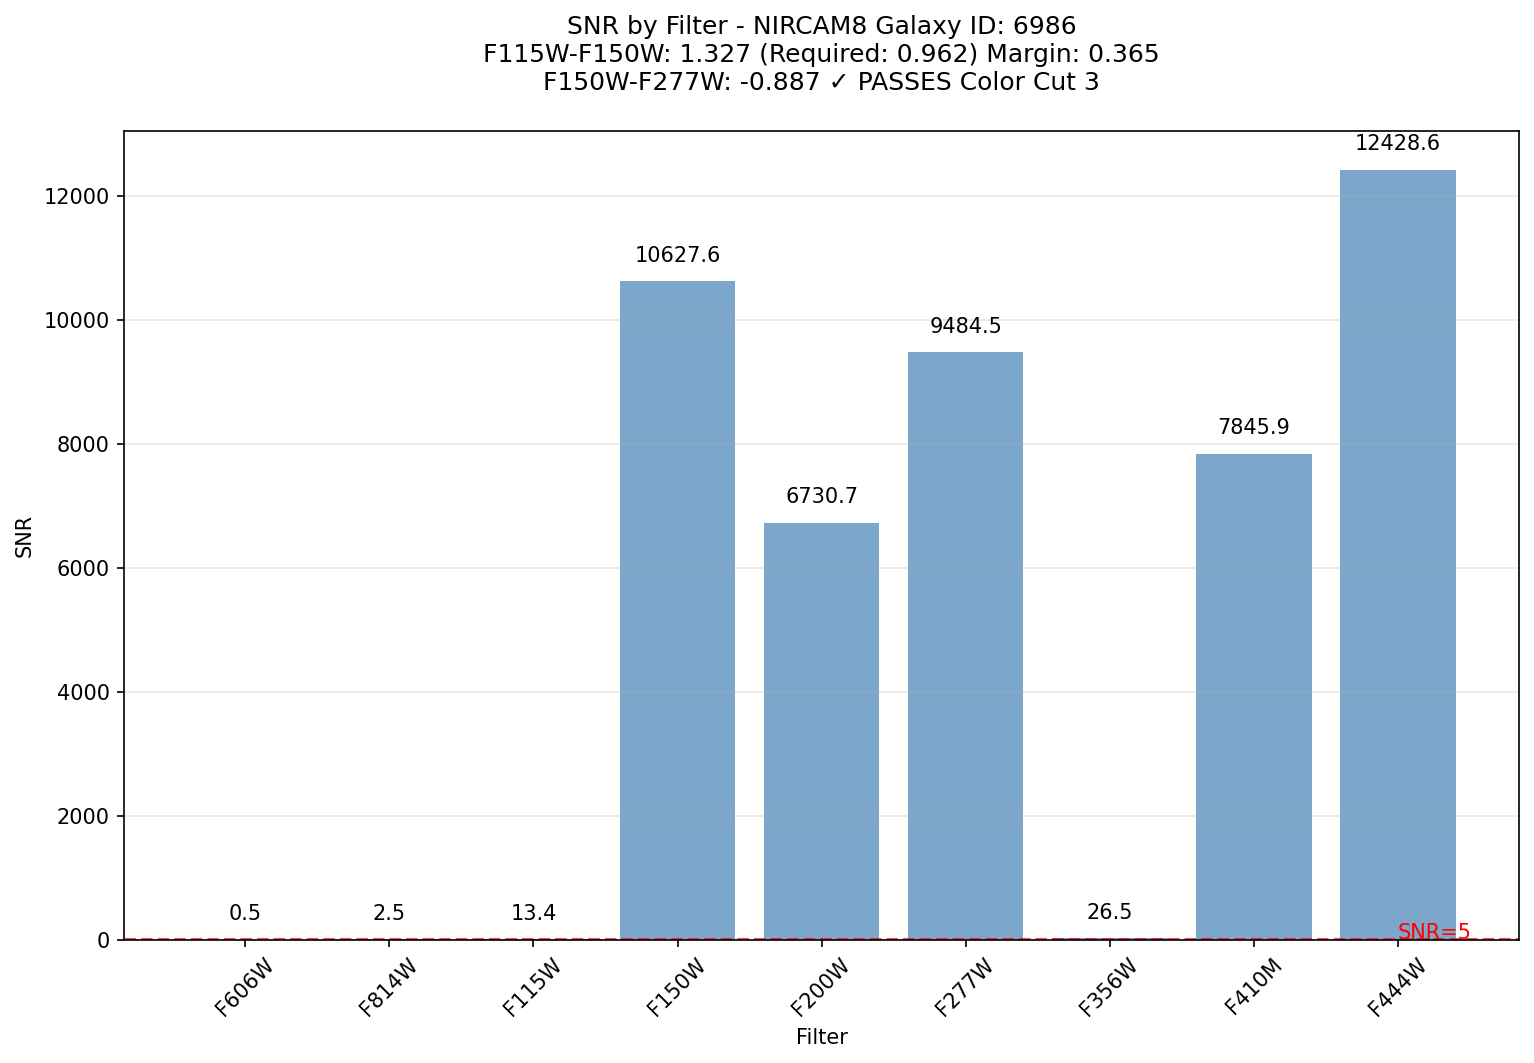 SNR by Filter - NIRCAM8 Galaxy ID: 6986
F115W-F150W: 1.327 (Required: 0.962) Margin: 0.365
F150W-F277W: -0.887 ✓ PASSES Color Cut 3
SNR
12000
10000
8000
6000
4000
2000
0
0.5
2.5
13.4
10627.6
6730.7
9484.5
26.5
7845.9
12428.6
SNR=5
F606W
F814W
F115W
F150W
F200W
F277W
F356W
F410M
F444W
Filter